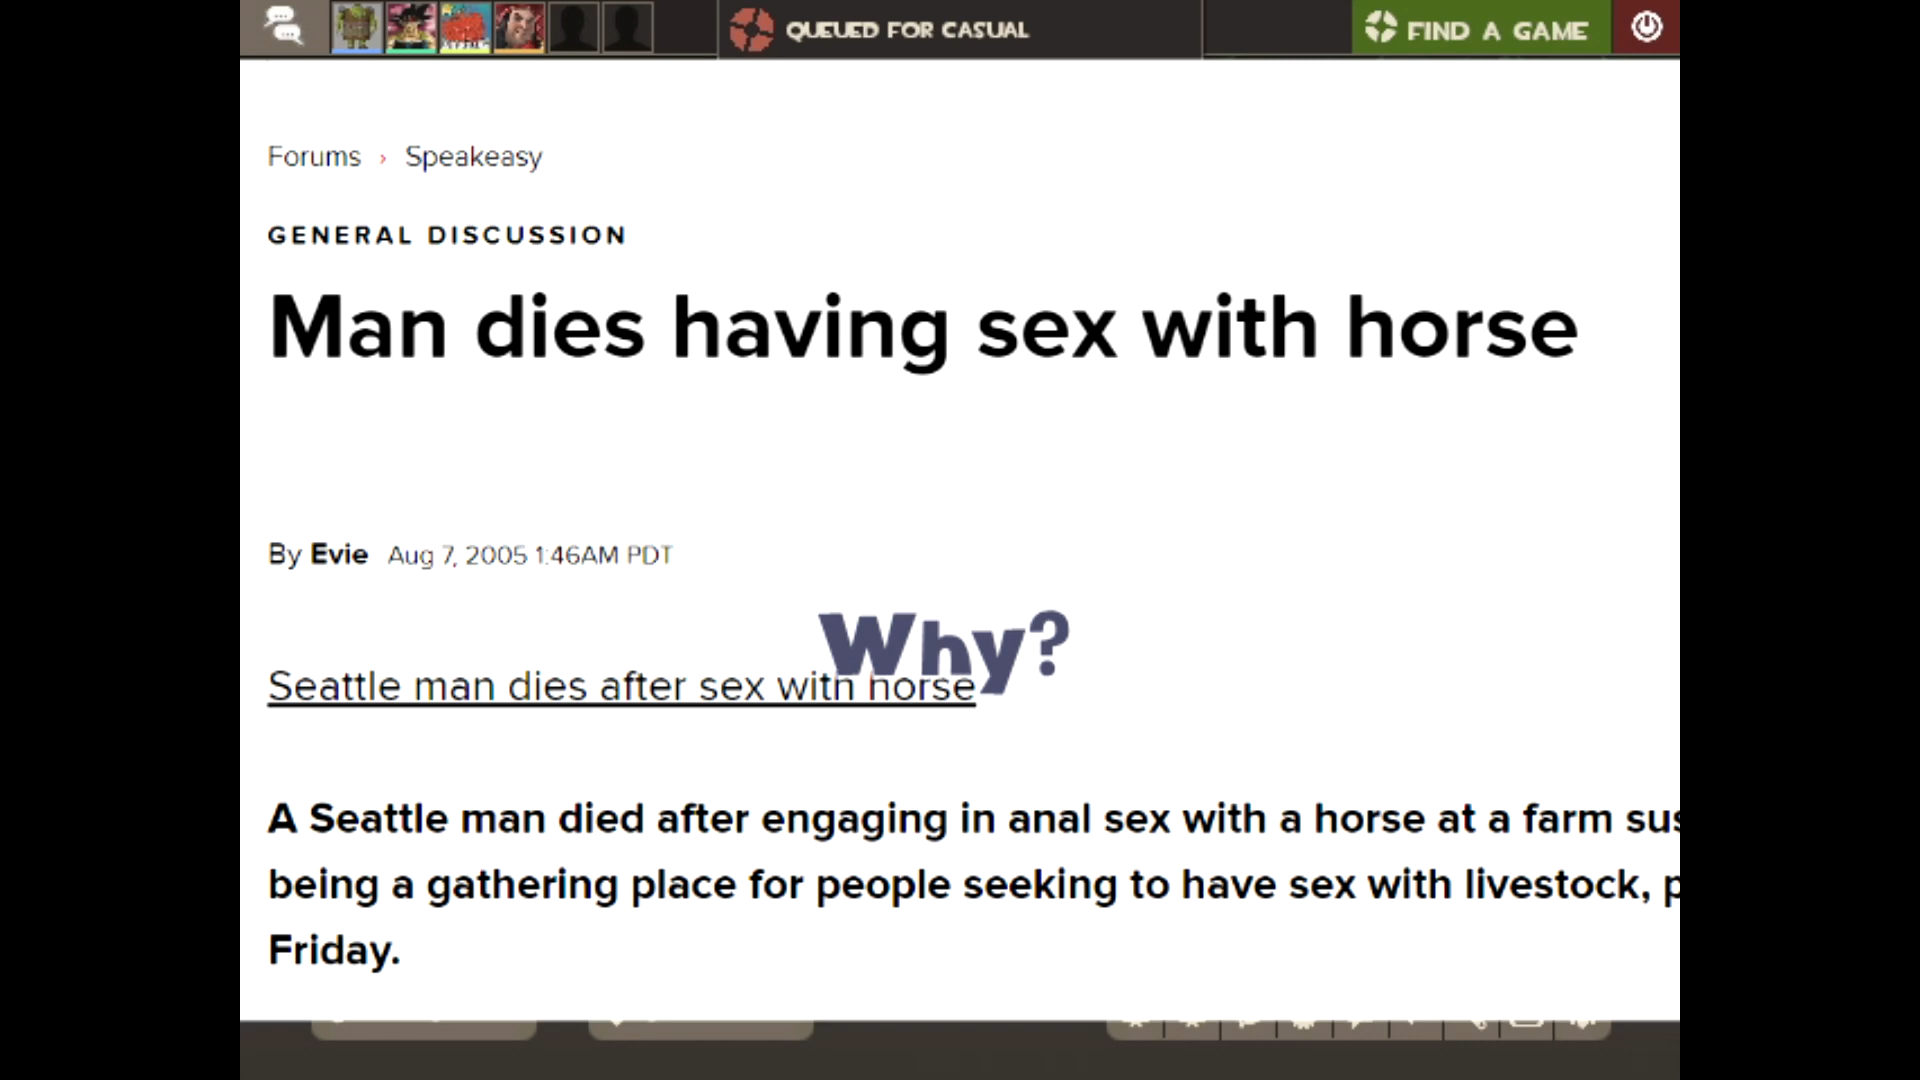 QUEUED FOR CASUAL
FIND A GAME
Forums › Speakeasy
GENERAL DISCUSSION
Man dies having sex with horse
By Evie Aug 7, 2005 1:46AM PDT
Why?
Seattle man dies after sex with horse
A Seattle man died after engaging in anal sex with a horse at a farm
being a gathering place for people seeking to have sex with livestock,
Friday.